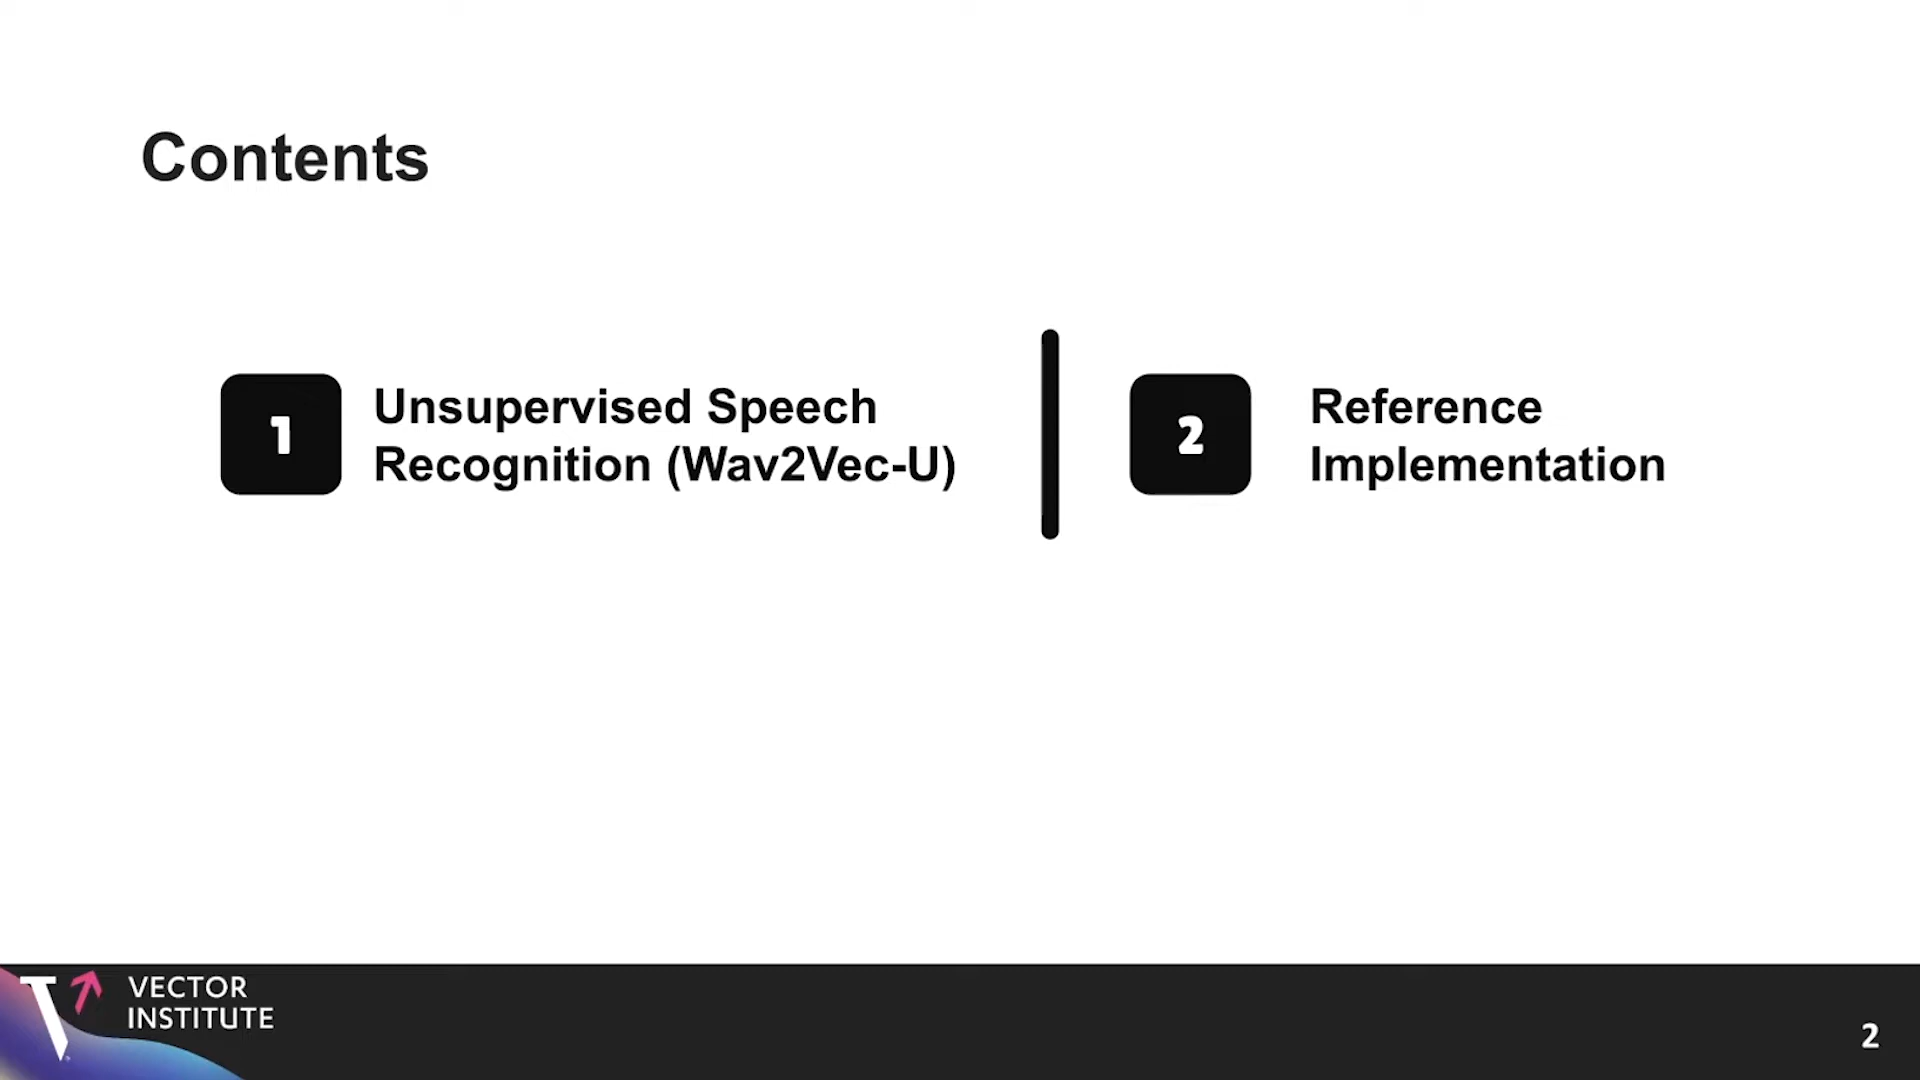 Contents
1
Unsupervised Speech
Recognition (Wav2Vec-U)
2
Reference
Implementation
VECTOR
INSTITUTE
2